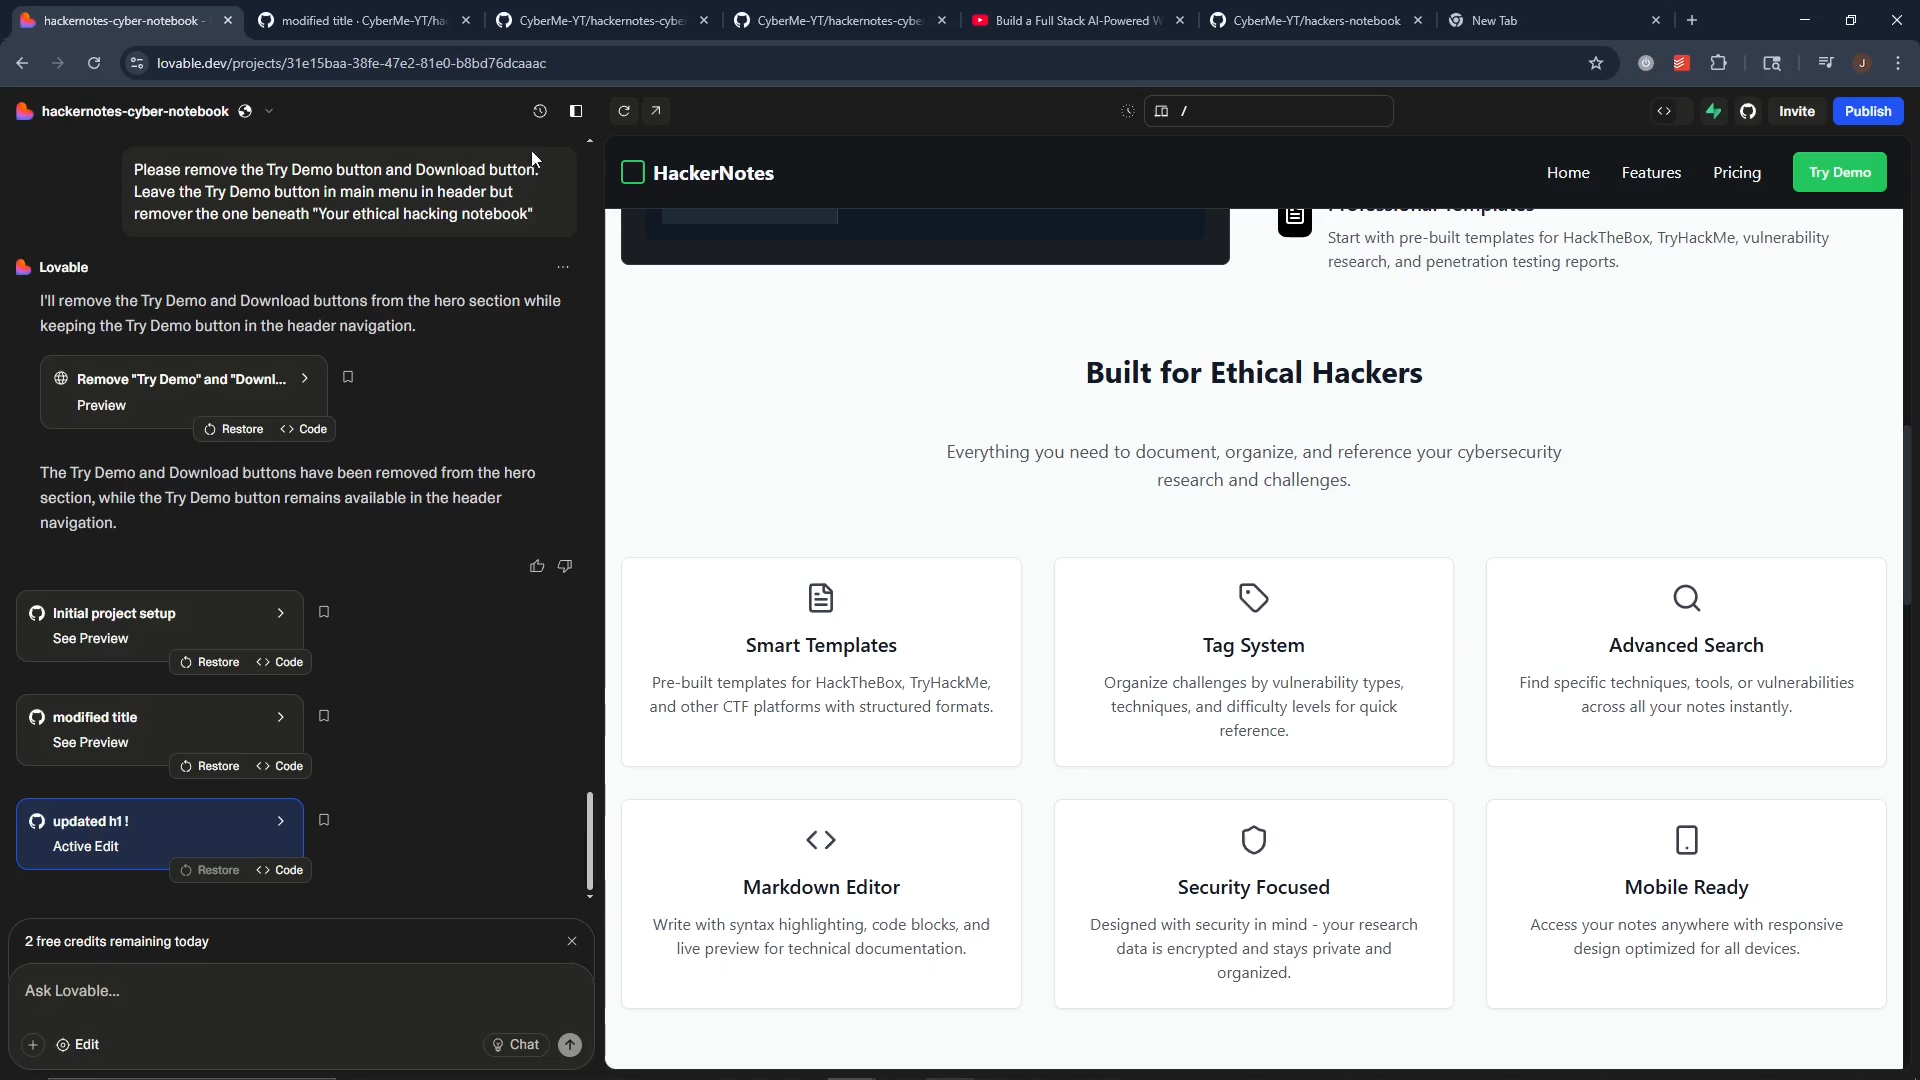 hackernotes-cyber-notebook -
modified title · CyberMe-YT/hac
CyberMe-YT/hackernotes-cybe
CyberMe-YT/hackernotes-cybe
Build a Full Stack AI-Powered W
CyberMe-YT/hackers-notebook
New Tab
lovable.dev/projects/31e15baa-38fe-47e2-81e0-b8bd76dcaaac
J
hackernotes-cyber-notebook
/
Invite
Publish
Please remove the Try Demo button and Download button.
Leave the Try Demo button in main menu in header but
remover the one beneath "Your ethical hacking notebook"
Lovable
I'll remove the Try Demo and Download buttons from the hero section while
keeping the Try Demo button in the header navigation.
Remove "Try Demo" and "Downl...
Preview
Restore
Code
The Try Demo and Download buttons have been removed from the hero
section, while the Try Demo button remains available in the header
navigation.
Initial project setup
See Preview
Restore
Code
modified title
See Preview
Restore
Code
updated h1 !
Active Edit
Restore
Code
2 free credits remaining today
Ask Lovable...
Edit
Chat
HackerNotes
Home
Features
Pricing
Try Demo
Professional Templates
Start with pre-built templates for HackTheBox, TryHackMe, vulnerability
research, and penetration testing reports.
Built for Ethical Hackers
Everything you need to document, organize, and reference your cybersecurity
research and challenges.
Smart Templates
Pre-built templates for HackTheBox, TryHackMe,
and other CTF platforms with structured formats.
Tag System
Organize challenges by vulnerability types,
techniques, and difficulty levels for quick
reference.
Advanced Search
Find specific techniques, tools, or vulnerabilities
across all your notes instantly.
Markdown Editor
Write with syntax highlighting, code blocks, and
live preview for technical documentation.
Security Focused
Designed with security in mind - your research
data is encrypted and stays private and
organized.
Mobile Ready
Access your notes anywhere with responsive
design optimized for all devices.